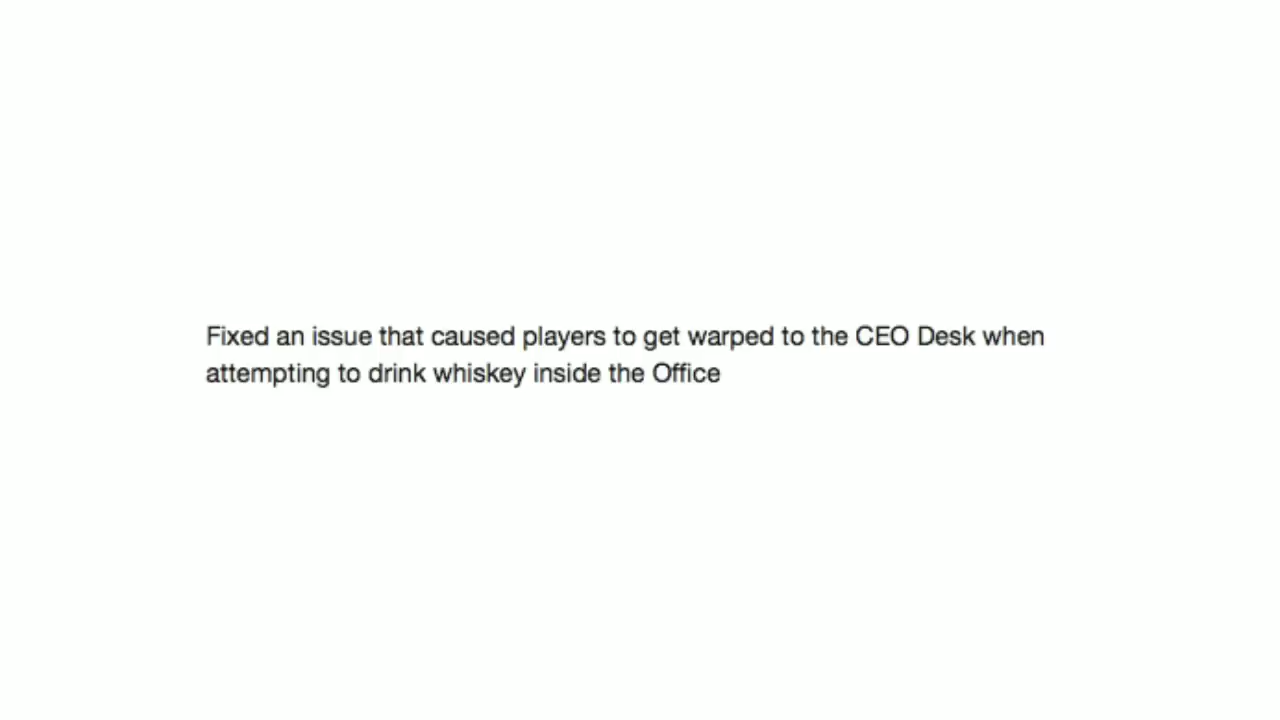 Fixed an issue that caused players to get warped to the CEO Desk when
attempting to drink whiskey inside the Office